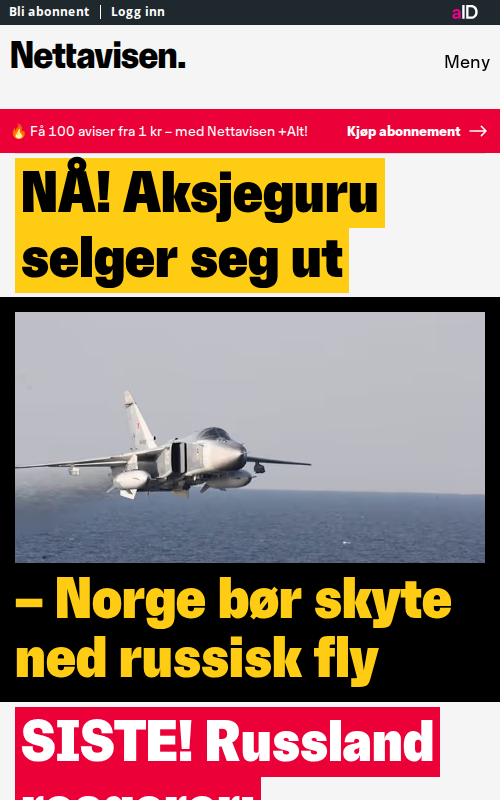 Bli abonnent | Logg inn
aID
Nettavisen.
Meny
🔥 Få 100 aviser fra 1 kr – med Nettavisen +Alt!
Kjøp abonnement →
NÅ! Aksjeguru
selger seg ut
– Norge bør skyte
ned russisk fly
SISTE! Russland